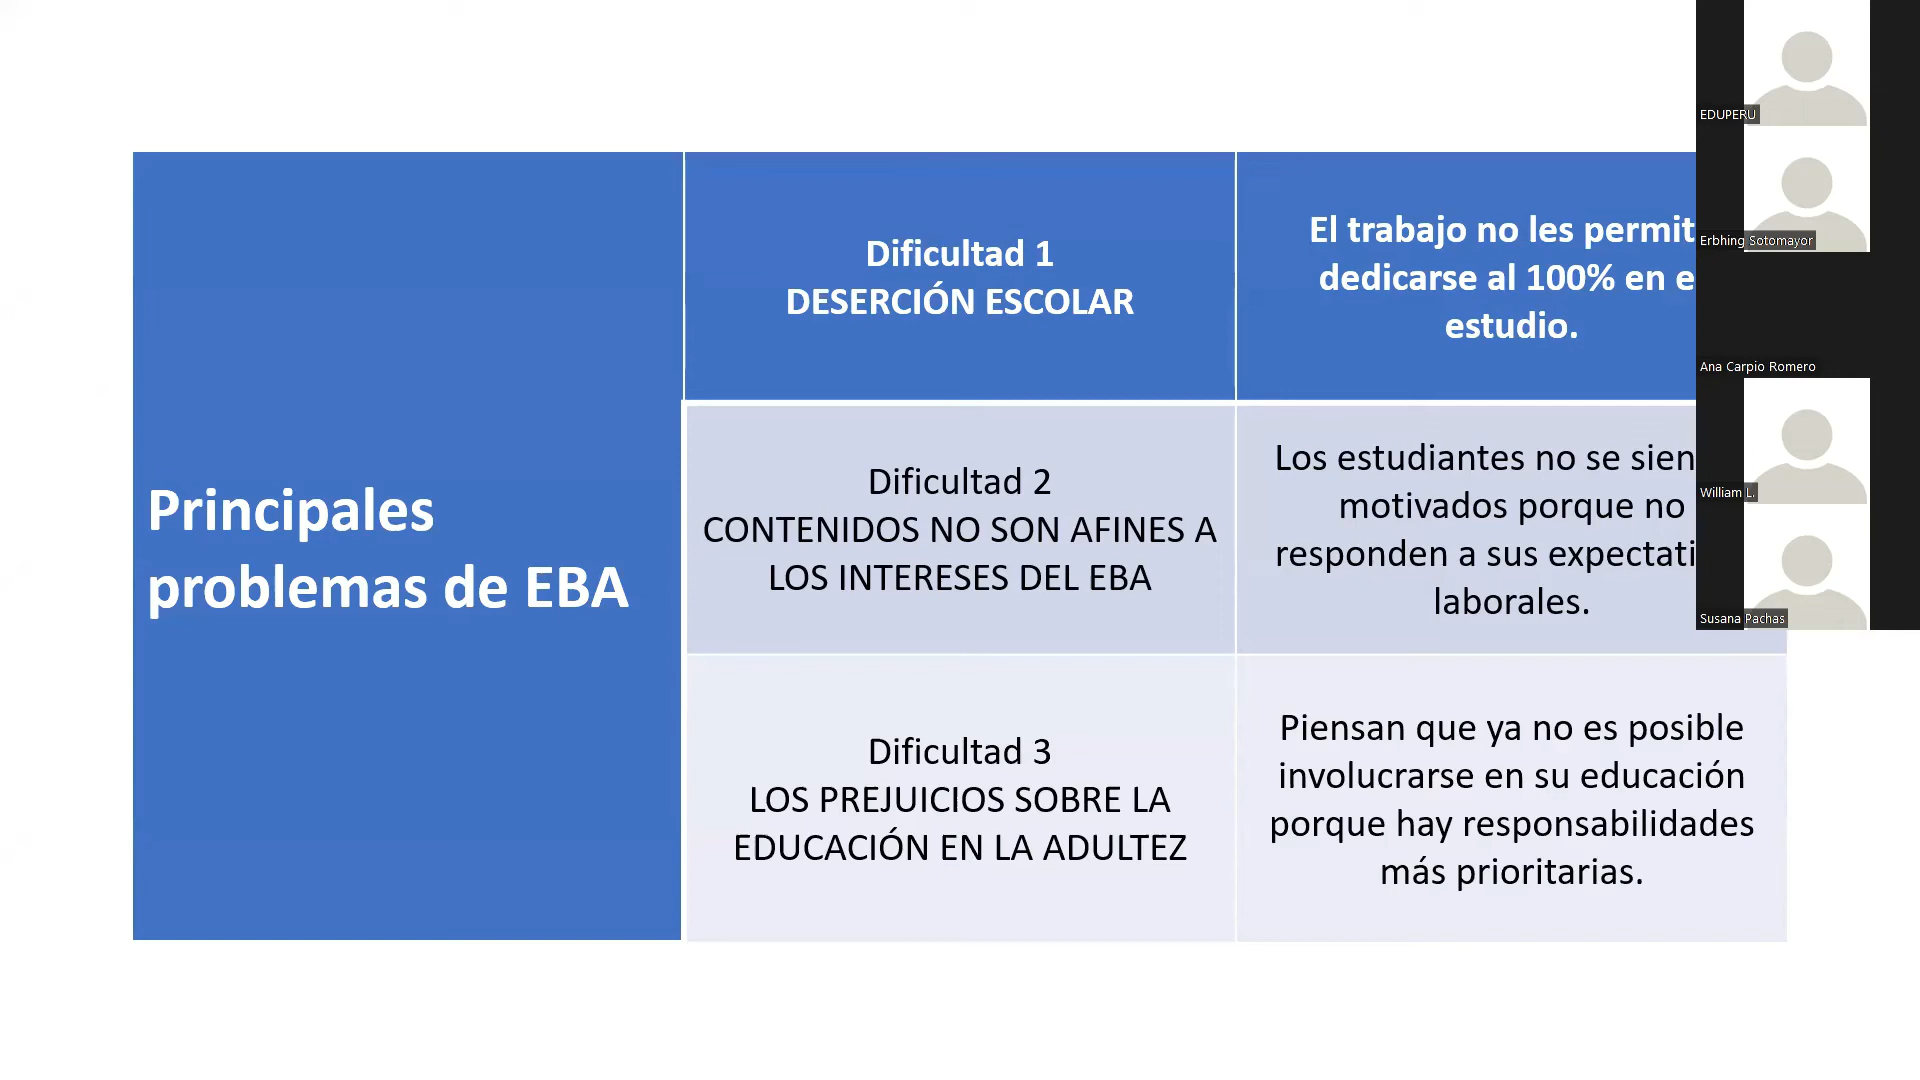 Principales
problemas de EBA
Dificultad 1
DESERCIÓN ESCOLAR
El trabajo no les
dedicarse al 100% en
estudio.
Dificultad 2
CONTENIDOS NO SON AFINES A
LOS INTERESES DEL EBA
Los estudiantes no se
motivados porque no
responden a sus
laborales.
Dificultad 3
LOS PREJUICIOS SOBRE LA
EDUCACIÓN EN LA ADULTEZ
Piensan que ya no es posible
involucrarse en su educación
porque hay responsabilidades
más prioritarias.
EDUPERU
Erbhing Sotomayor
Ana Carpio Romero
William L.
Susana Pachas